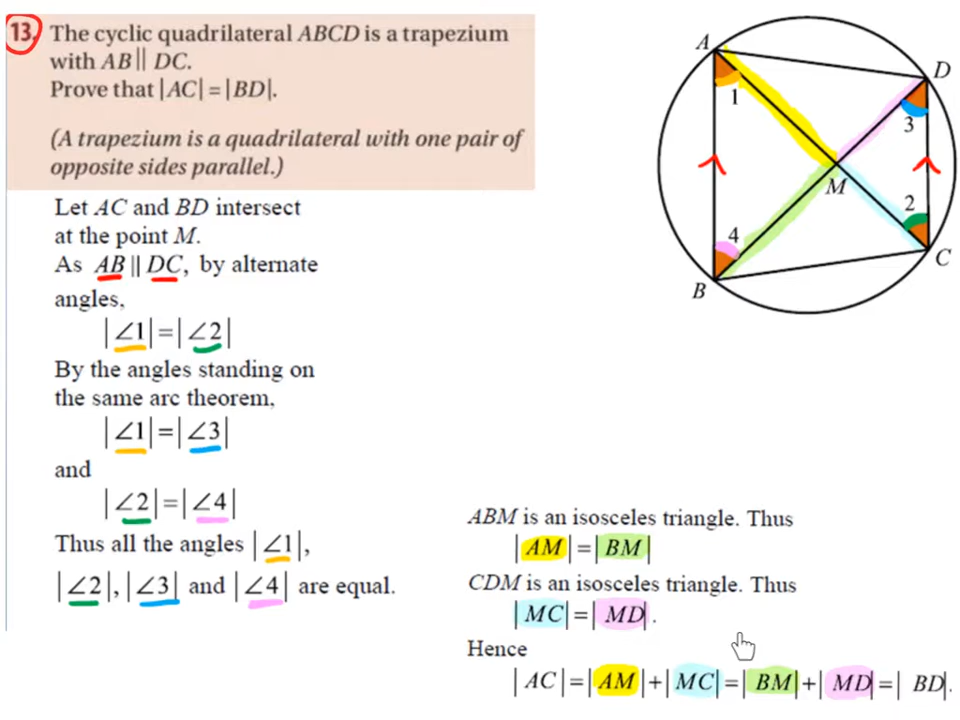 13. The cyclic quadrilateral ABCD is a trapezium
with AB || DC.
Prove that |AC| = |BD|.
(A trapezium is a quadrilateral with one pair of
opposite sides parallel.)
Let AC and BD intersect
at the point M.
As AB || DC, by alternate
angles,
|∠1|=|∠2|
By the angles standing on
the same arc theorem,
|∠1|=|∠3|
and
|∠2|=|∠4|
Thus all the angles |∠1|,
|∠2|, |∠3| and |∠4| are equal.
A
D
1
3
M
2
4
C
B
ABM is an isosceles triangle. Thus
|AM|=|BM|
CDM is an isosceles triangle. Thus
|MC|=|MD|.
Hence
|AC|=|AM|+|MC|=|BM|+|MD|=|BD|.